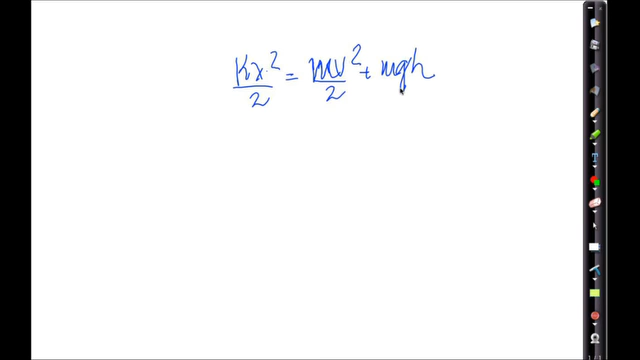 Kx²/2 = mv²/2 + mgh